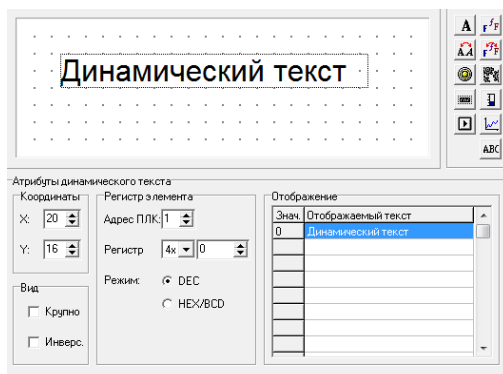 Динамический текст
A F F
A A F F
ABC
Атрибуты динамического текста
Координаты
X: 20
Y: 16
Вид
Крупно
Инверс.
Регистр элемента
Адрес ПЛК: 1
Регистр 4x 0
Режим: DEC
HEX/BCD
Отображение
Знач. Отображаемый текст
0 Динамический текст